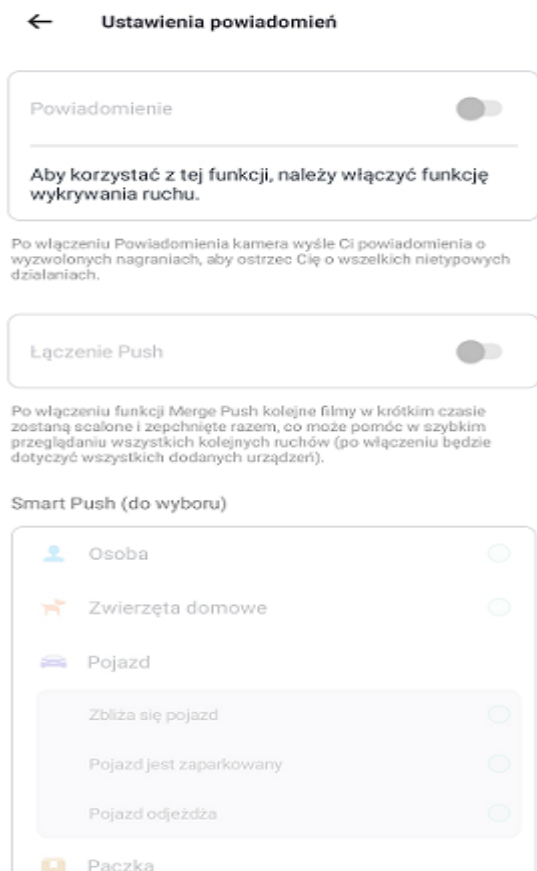 Ustawienia powiadomień
Powiadomienie
Aby korzystać z tej funkcji, należy włączyć funkcję
wykrywania ruchu.
Po włączeniu Powiadomienia kamera wyśle Ci powiadomienia o
wyzwolonych nagraniach, aby ostrzec Cię o wszelkich nietypowych
działaniach.
Łączenie Push
Po włączeniu funkcji Merge Push kolejne filmy w krótkim czasie
zostaną scalone i zepchnięte razem, co może pomóc w szybkim
przeglądaniu wszystkich kolejnych ruchów (po włączeniu będzie
dotyczyć wszystkich dodanych urządzeń).
Smart Push (do wyboru)
Osoba
Zwierzęta domowe
Pojazd
Zbliża się pojazd
Pojazd jest zaparkowany
Pojazd odjeżdża
Paczka